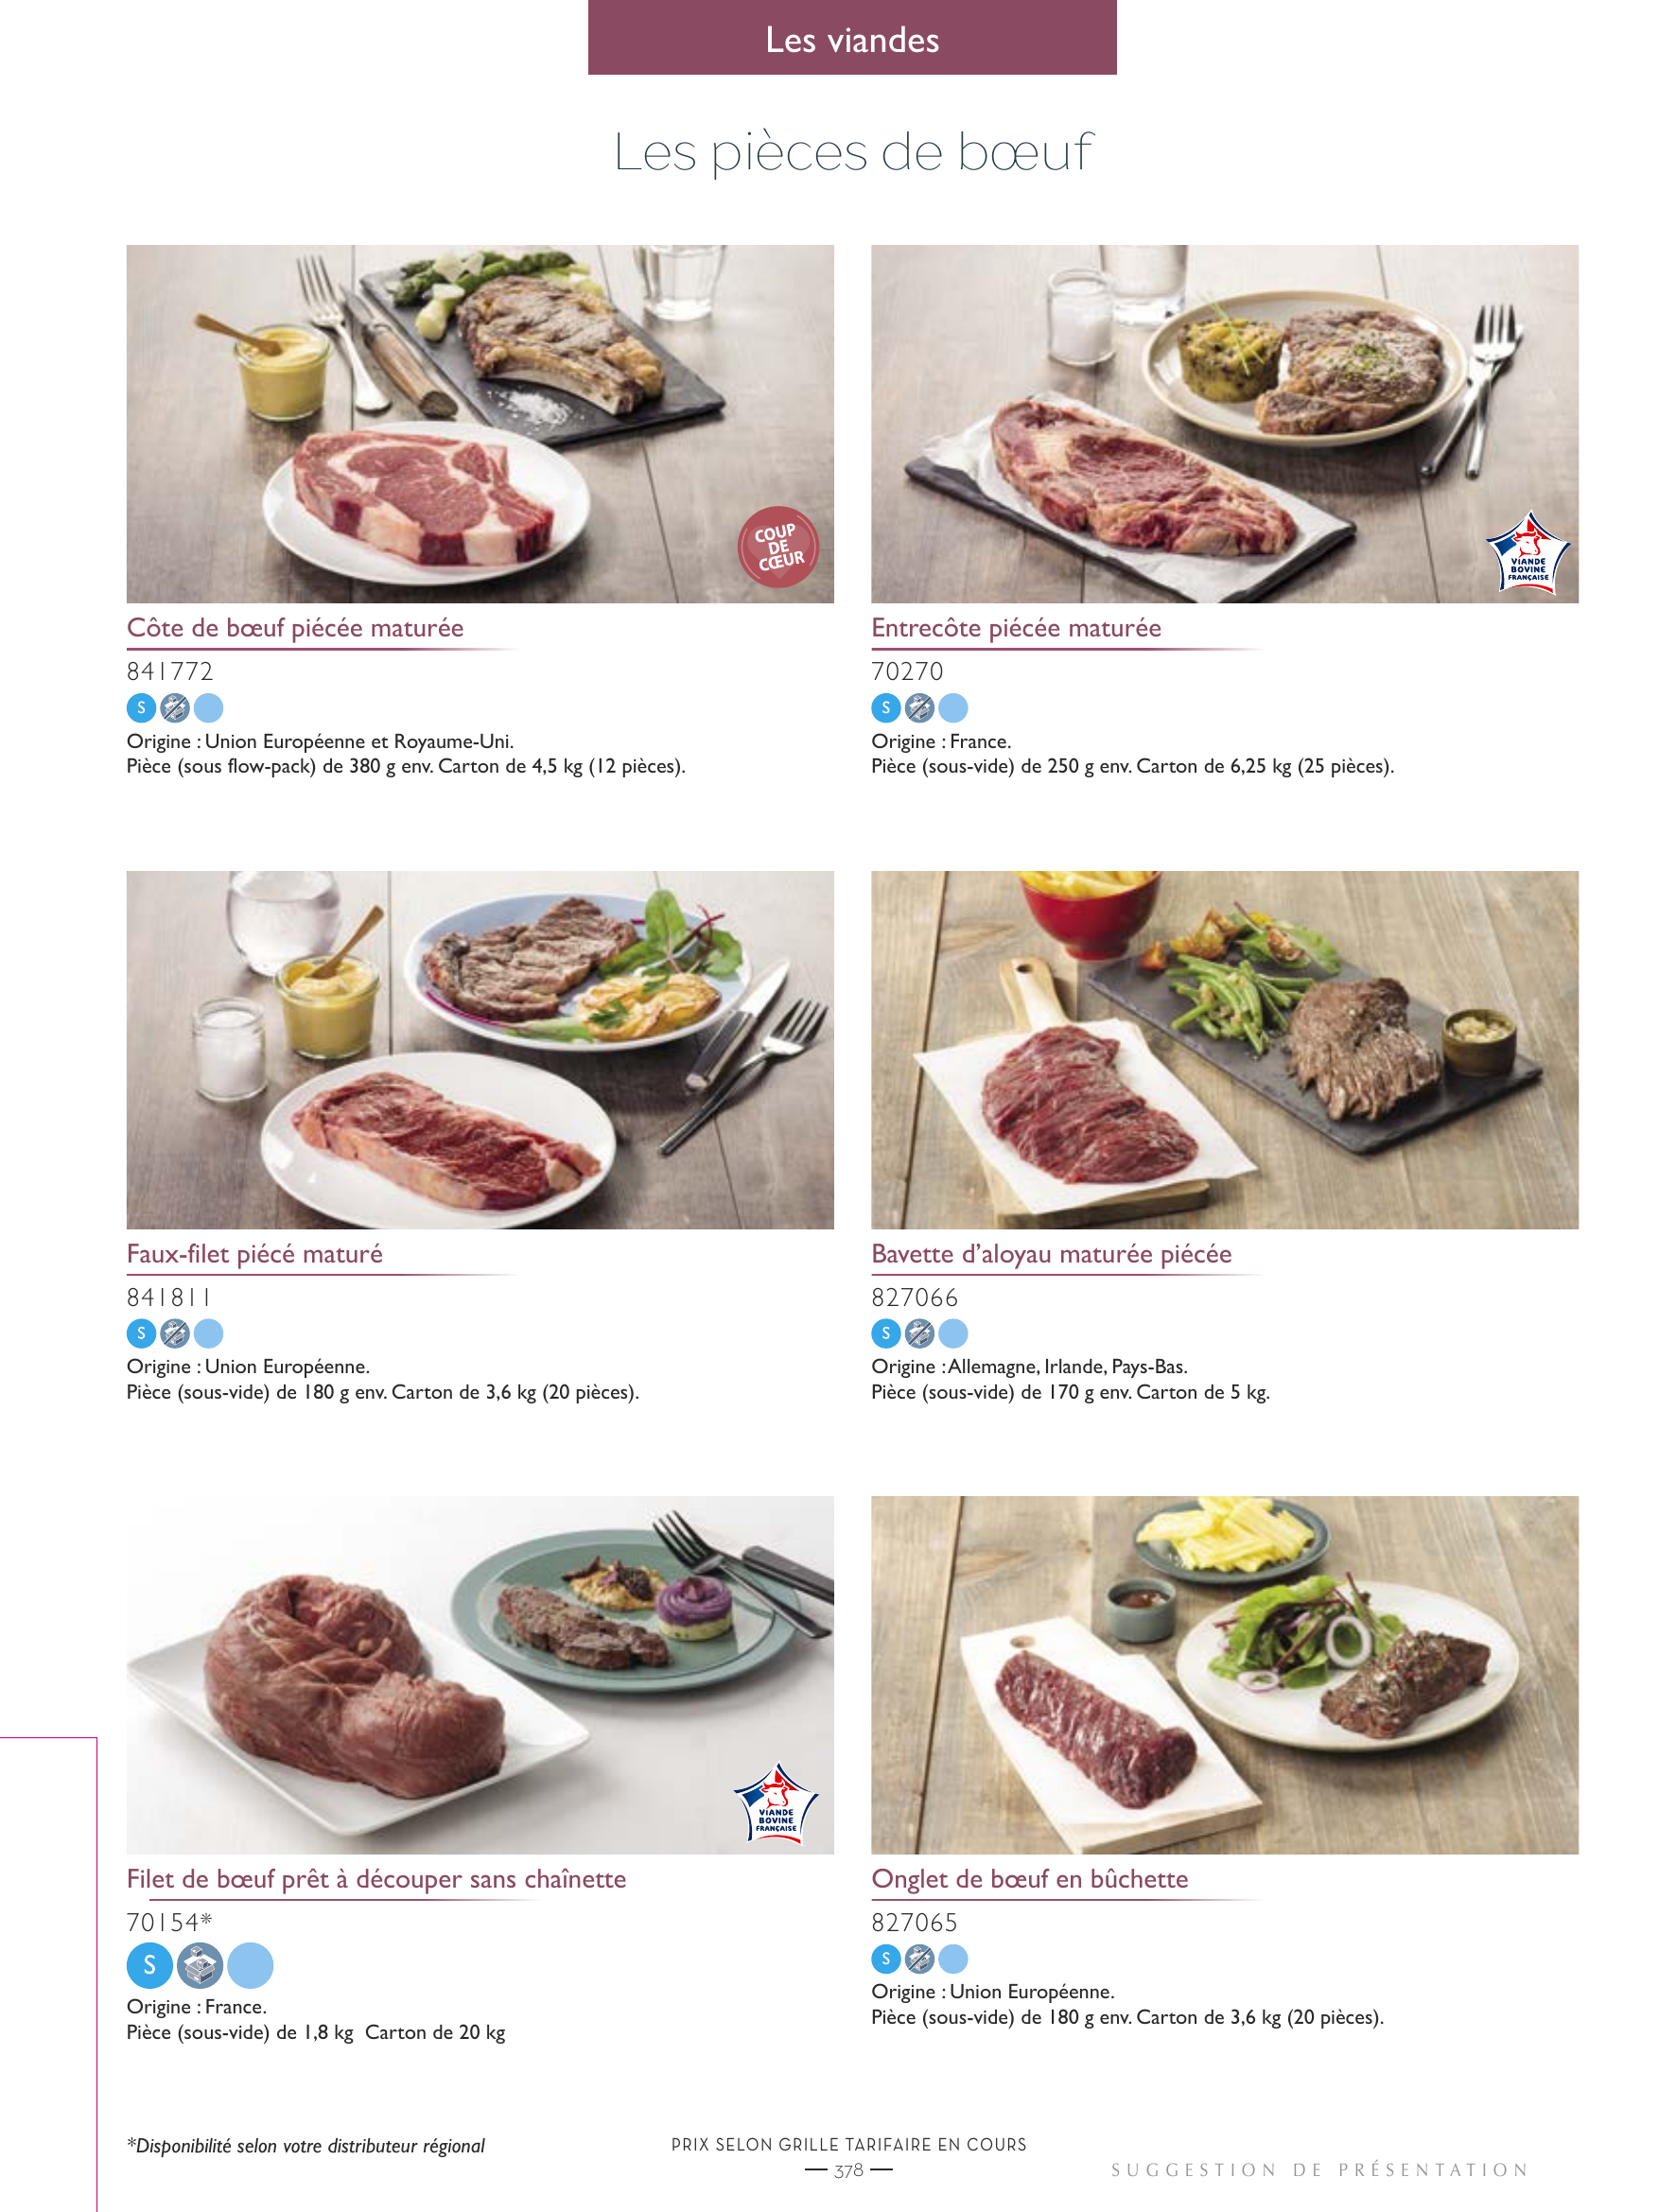 Les viandes
Les pièces de bœuf
COUP
DE
CŒUR
VIANDE
BOVINE
FRANÇAISE
Côte de bœuf piécée maturée
841772
S
Origine : Union Européenne et Royaume-Uni.
Pièce (sous flow-pack) de 380 g env. Carton de 4,5 kg (12 pièces).
Entrecôte piécée maturée
70270
S
Origine : France.
Pièce (sous-vide) de 250 g env. Carton de 6,25 kg (25 pièces).
Faux-filet piécé maturé
841811
S
Origine : Union Européenne.
Pièce (sous-vide) de 180 g env. Carton de 3,6 kg (20 pièces).
Bavette d’aloyau maturée piécée
827066
S
Origine : Allemagne, Irlande, Pays-Bas.
Pièce (sous-vide) de 170 g env. Carton de 5 kg.
VIANDE
BOVINE
FRANÇAISE
Filet de bœuf prêt à découper sans chaînette
70154*
S
Origine : France.
Pièce (sous-vide) de 1,8 kg  Carton de 20 kg
Onglet de bœuf en bûchette
827065
S
Origine : Union Européenne.
Pièce (sous-vide) de 180 g env. Carton de 3,6 kg (20 pièces).
*Disponibilité selon votre distributeur régional
PRIX SELON GRILLE TARIFAIRE EN COURS
— 378 —
SUGGESTION DE PRÉSENTATION